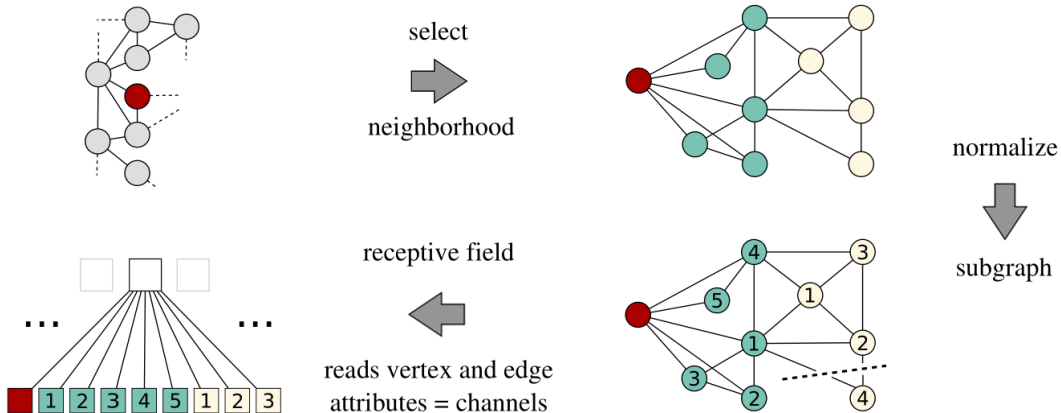 select
neighborhood
normalize
subgraph
4
3
5
1
1
2
3
2
4
receptive field
reads vertex and edge
attributes = channels
... ...
1 2 3 4 5 1 2 3